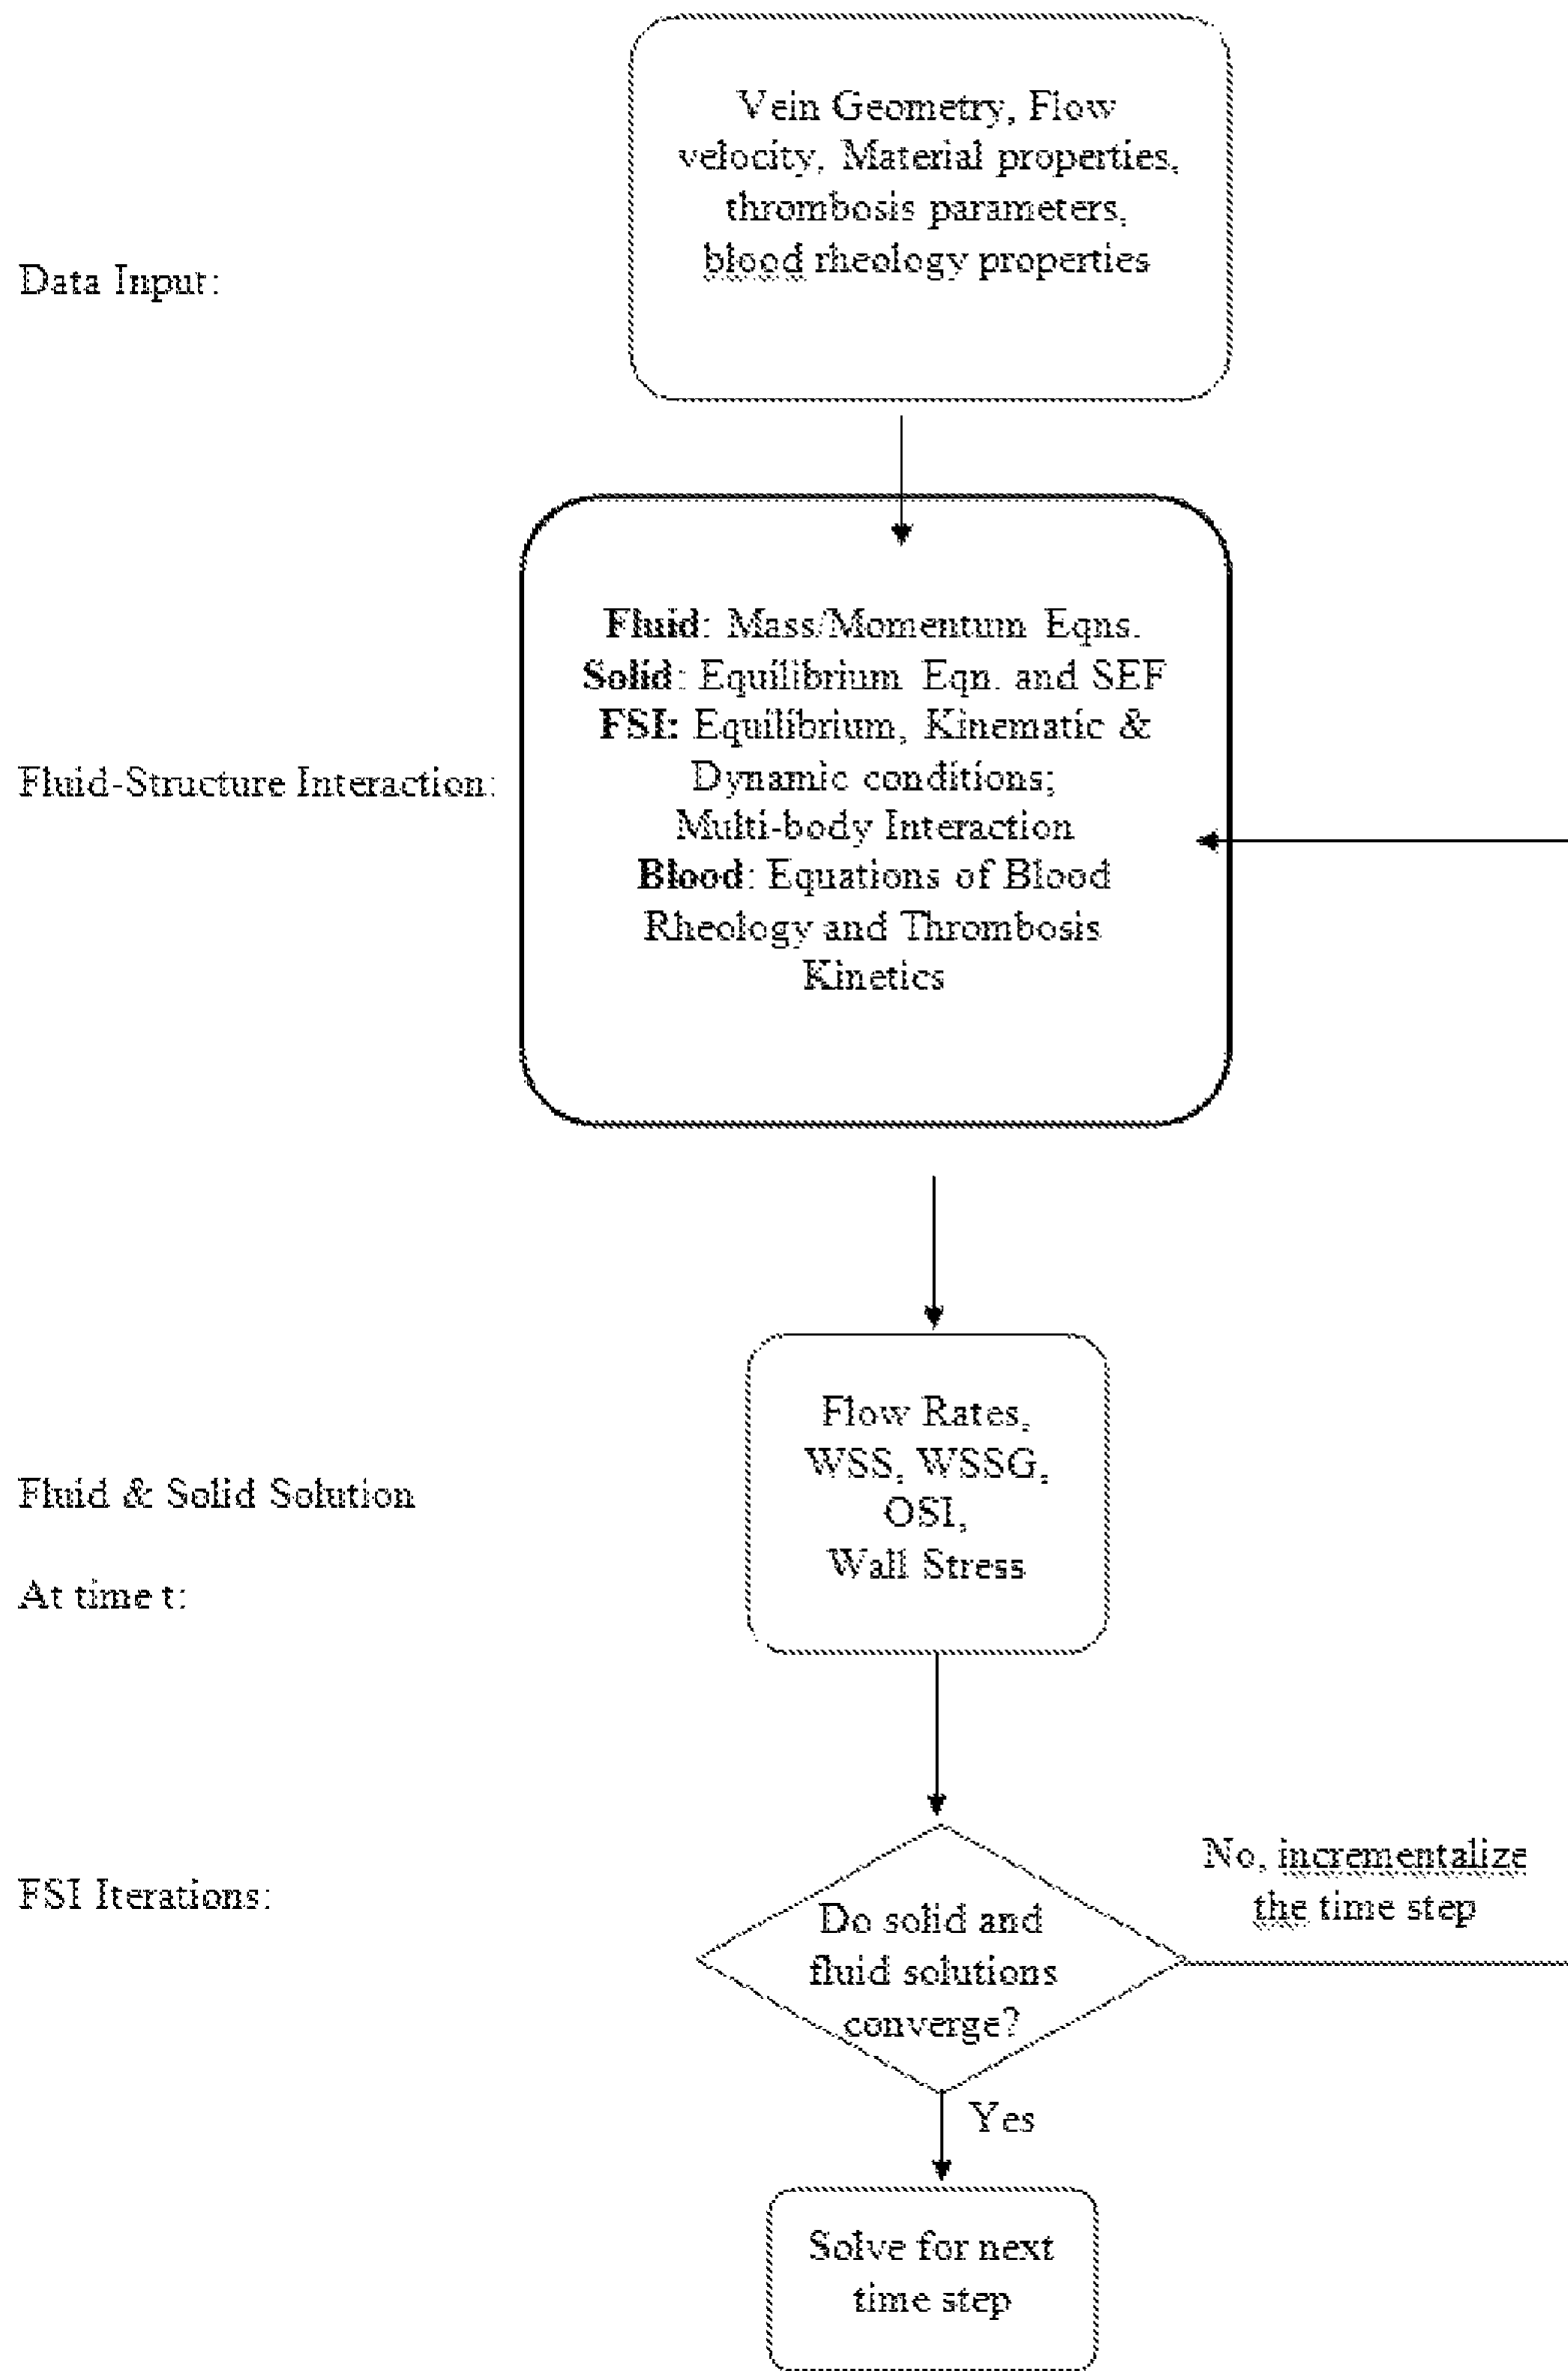 Vein Geometry, Flow
velocity, Material properties,
thrombosis parameters,
blood rheology properties
Data Input:
Fluid: Mass/Momentum Eqns.
Solid: Equilibrium Eqn. and SEF
FSI: Equilibrium, Kinematic &
Dynamic conditions;
Multi-body Interaction
Blood: Equations of Blood
Rheology and Thrombosis
Kinetics
Fluid-Structure Interaction:
Flow Rates,
WSS, WSSG,
OSI,
Wall Stress
Fluid & Solid Solution
At time t:
FSI Iterations:
Do solid and
fluid solutions
converge?
No, incrementalize
the time step
Yes
Solve for next
time step